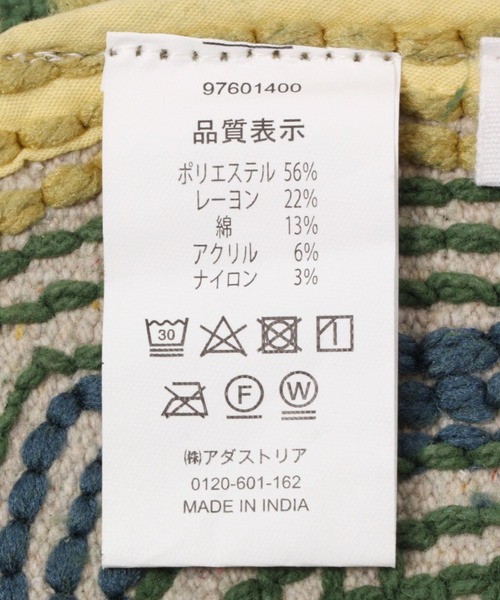 97601400
品質表示
ポリエステル 56%
レーヨン 22%
綿 13%
アクリル 6%
ナイロン 3%
30
F W
㈱アダストリア
0120-601-162
MADE IN INDIA